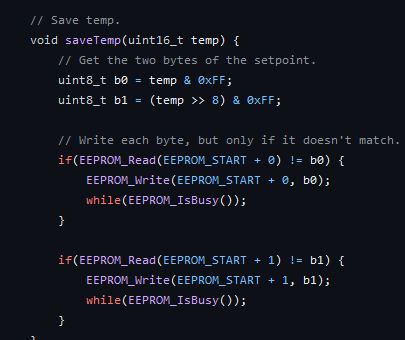 // Save temp.
void saveTemp(uint16_t temp) {
// Get the two bytes of the setpoint.
uint8_t b0 = temp & 0xFF;
uint8_t b1 = (temp >> 8) & 0xFF;
// Write each byte, but only if it doesn't match.
if(EEPROM_Read(EEPROM_START + 0) != b0) {
EEPROM_Write(EEPROM_START + 0, b0);
while(EEPROM_IsBusy());
}
if(EEPROM_Read(EEPROM_START + 1) != b1) {
EEPROM_Write(EEPROM_START + 1, b1);
while(EEPROM_IsBusy());
}
}